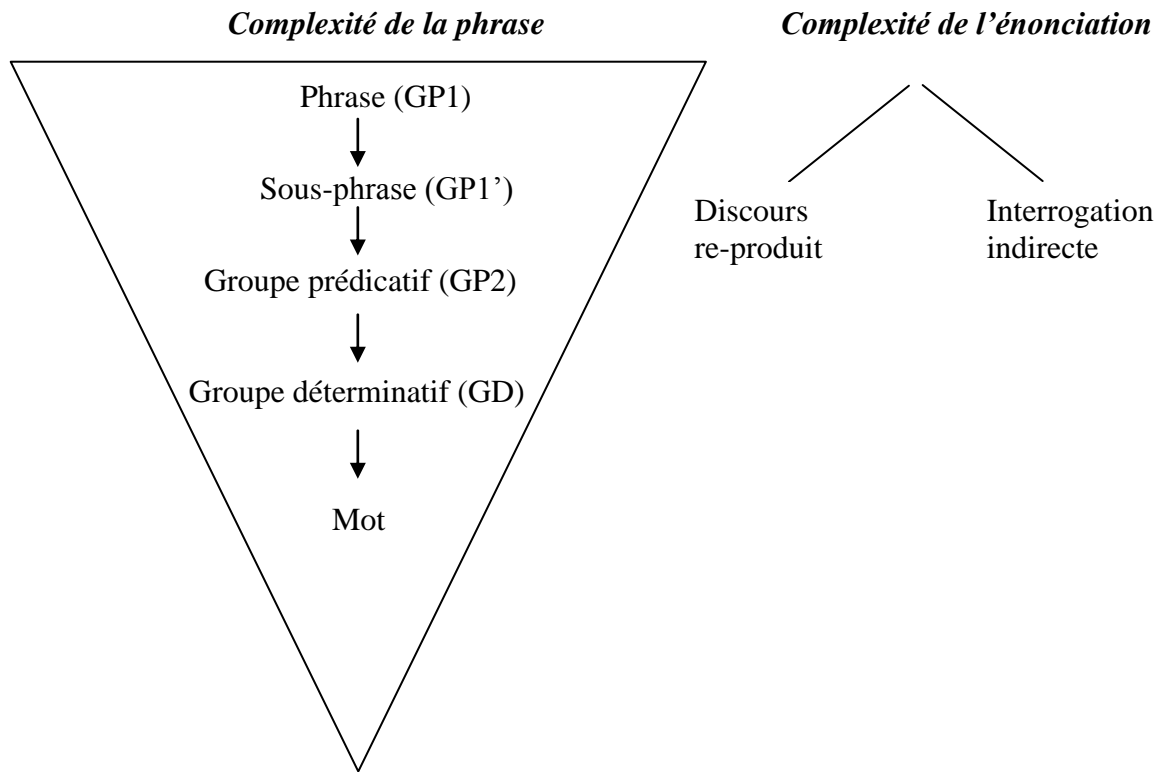 Complexité de la phrase
Complexité de l’énonciation
Phrase (GP1)
Sous-phrase (GP1’)
Groupe prédicatif (GP2)
Groupe déterminatif (GD)
Mot
Discours
re-produit
Interrogation
indirecte